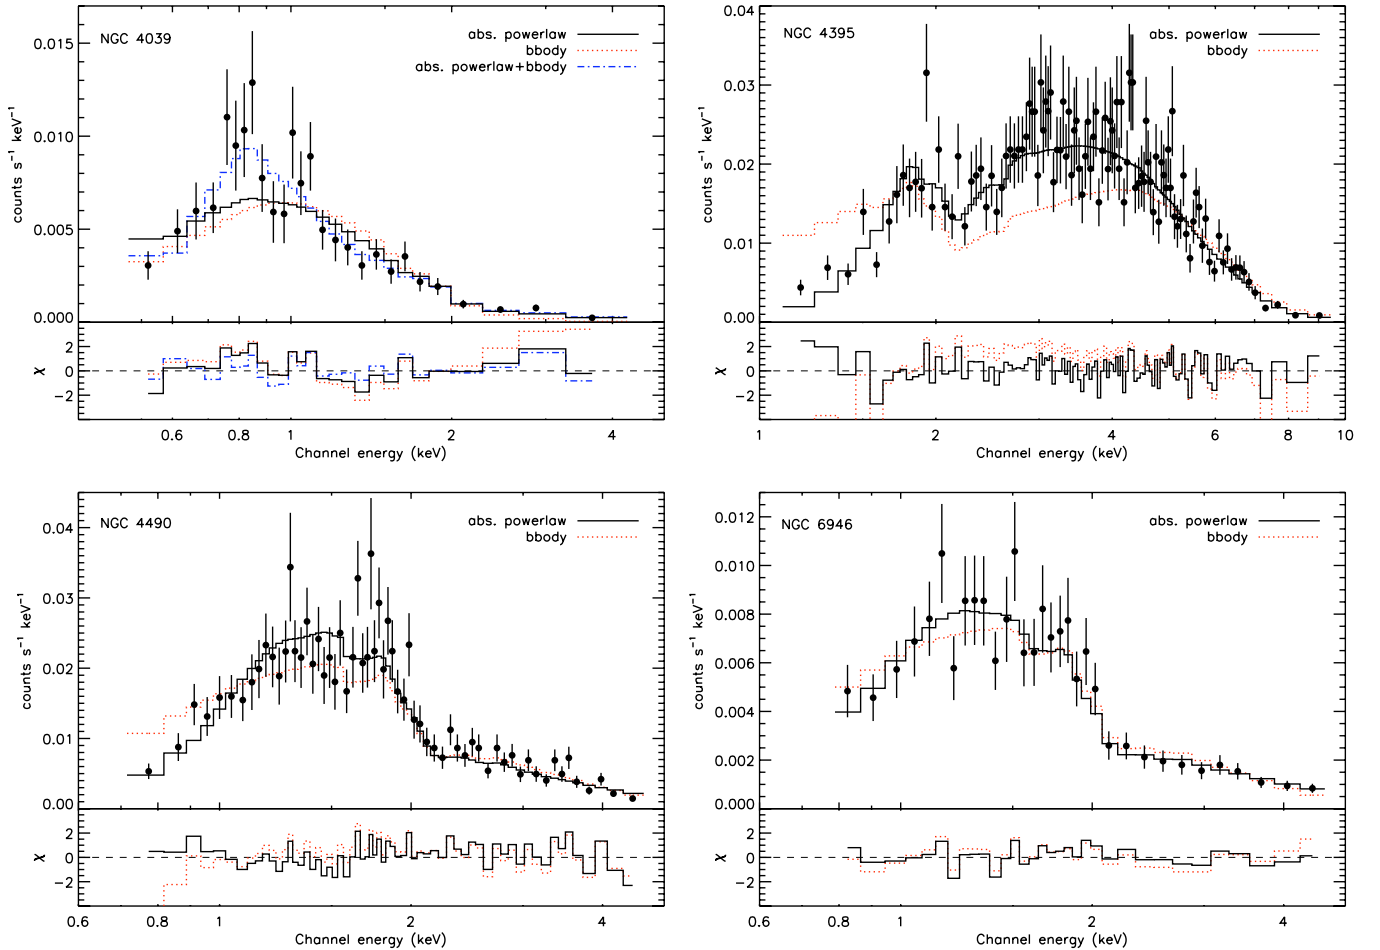 NGC 4039
abs. powerlaw
bbody
abs. powerlaw+bbody
0.015
0.010
0.005
0.000
counts s⁻¹ keV⁻¹
2
0
−2
χ
0.6 0.8 1 2 4
Channel energy (keV)
NGC 4395
abs. powerlaw
bbody
0.04
0.03
0.02
0.01
0.00
counts s⁻¹ keV⁻¹
2
0
−2
χ
1 2 4 6 8 10
Channel energy (keV)
NGC 4490
abs. powerlaw
bbody
0.04
0.03
0.02
0.01
0.00
counts s⁻¹ keV⁻¹
2
0
−2
χ
0.6 0.8 1 2 4
Channel energy (keV)
NGC 6946
abs. powerlaw
bbody
0.012
0.010
0.008
0.006
0.004
0.002
0.000
counts s⁻¹ keV⁻¹
2
0
−2
χ
0.6 0.8 1 2 4
Channel energy (keV)